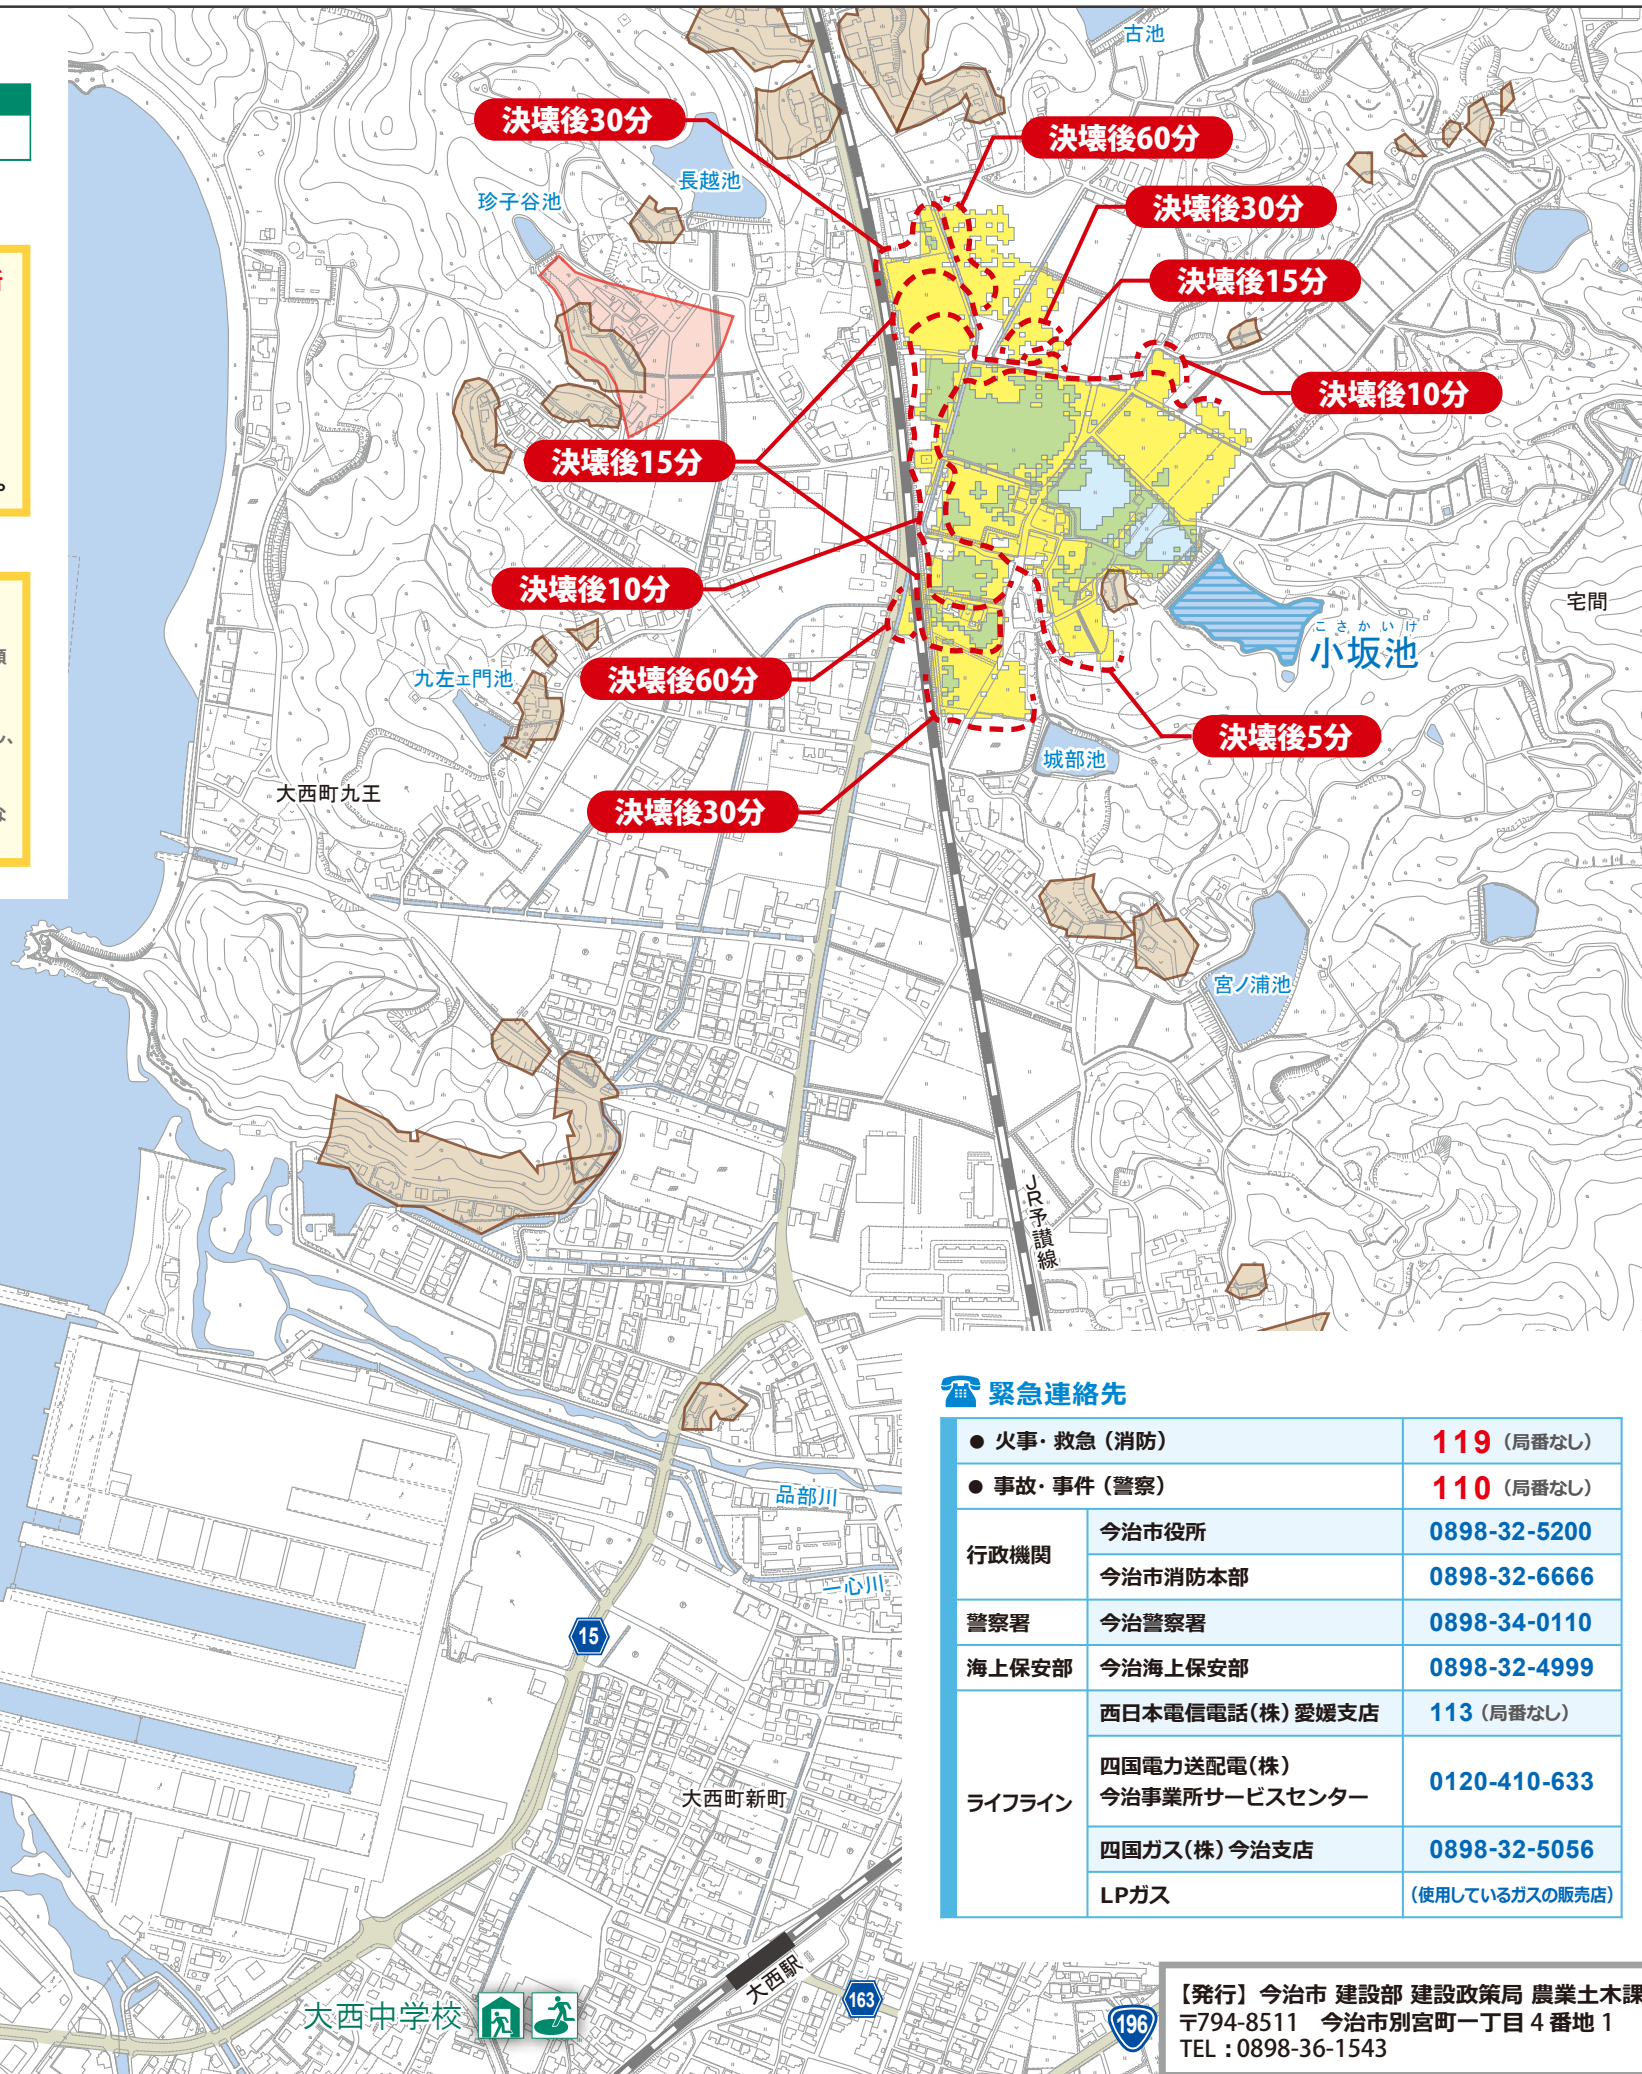 古池
決壊後30分
決壊後60分
長越池
珍子谷池
決壊後30分
決壊後15分
決壊後10分
決壊後15分
。
決壊後10分
宅間
こさかいけ
小坂池
九左ェ門池
決壊後60分
決壊後5分
城部池
大西町九王
決壊後30分
な
宮ノ浦池
JR予讃線
緊急連絡先
● 火事・救急（消防） 119（局番なし）
● 事故・事件（警察） 110（局番なし）
行政機関 今治市役所 0898-32-5200
今治市消防本部 0898-32-6666
警察署 今治警察署 0898-34-0110
海上保安部 今治海上保安部 0898-32-4999
ライフライン 西日本電信電話（株）愛媛支店 113（局番なし）
四国電力送配電（株）
今治事業所サービスセンター 0120-410-633
四国ガス（株）今治支店 0898-32-5056
LPガス （使用しているガスの販売店）
品部川
一心川
15
大西町新町
大西駅
163
大西中学校
196
【発行】今治市 建設部 建設政策局 農業土木課
〒794-8511 今治市別宮町一丁目4番地1
TEL：0898-36-1543